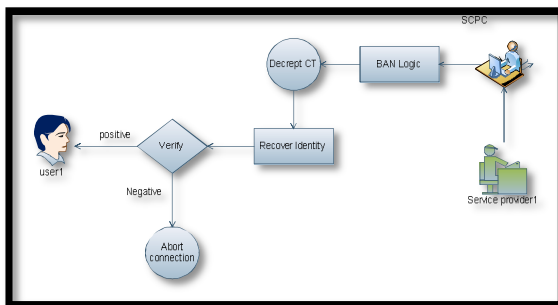 SCPC
Decrept CT
BAN Logic
positive
Verify
Recover Identity
user1
Service provider1
Negative
Abort
connection